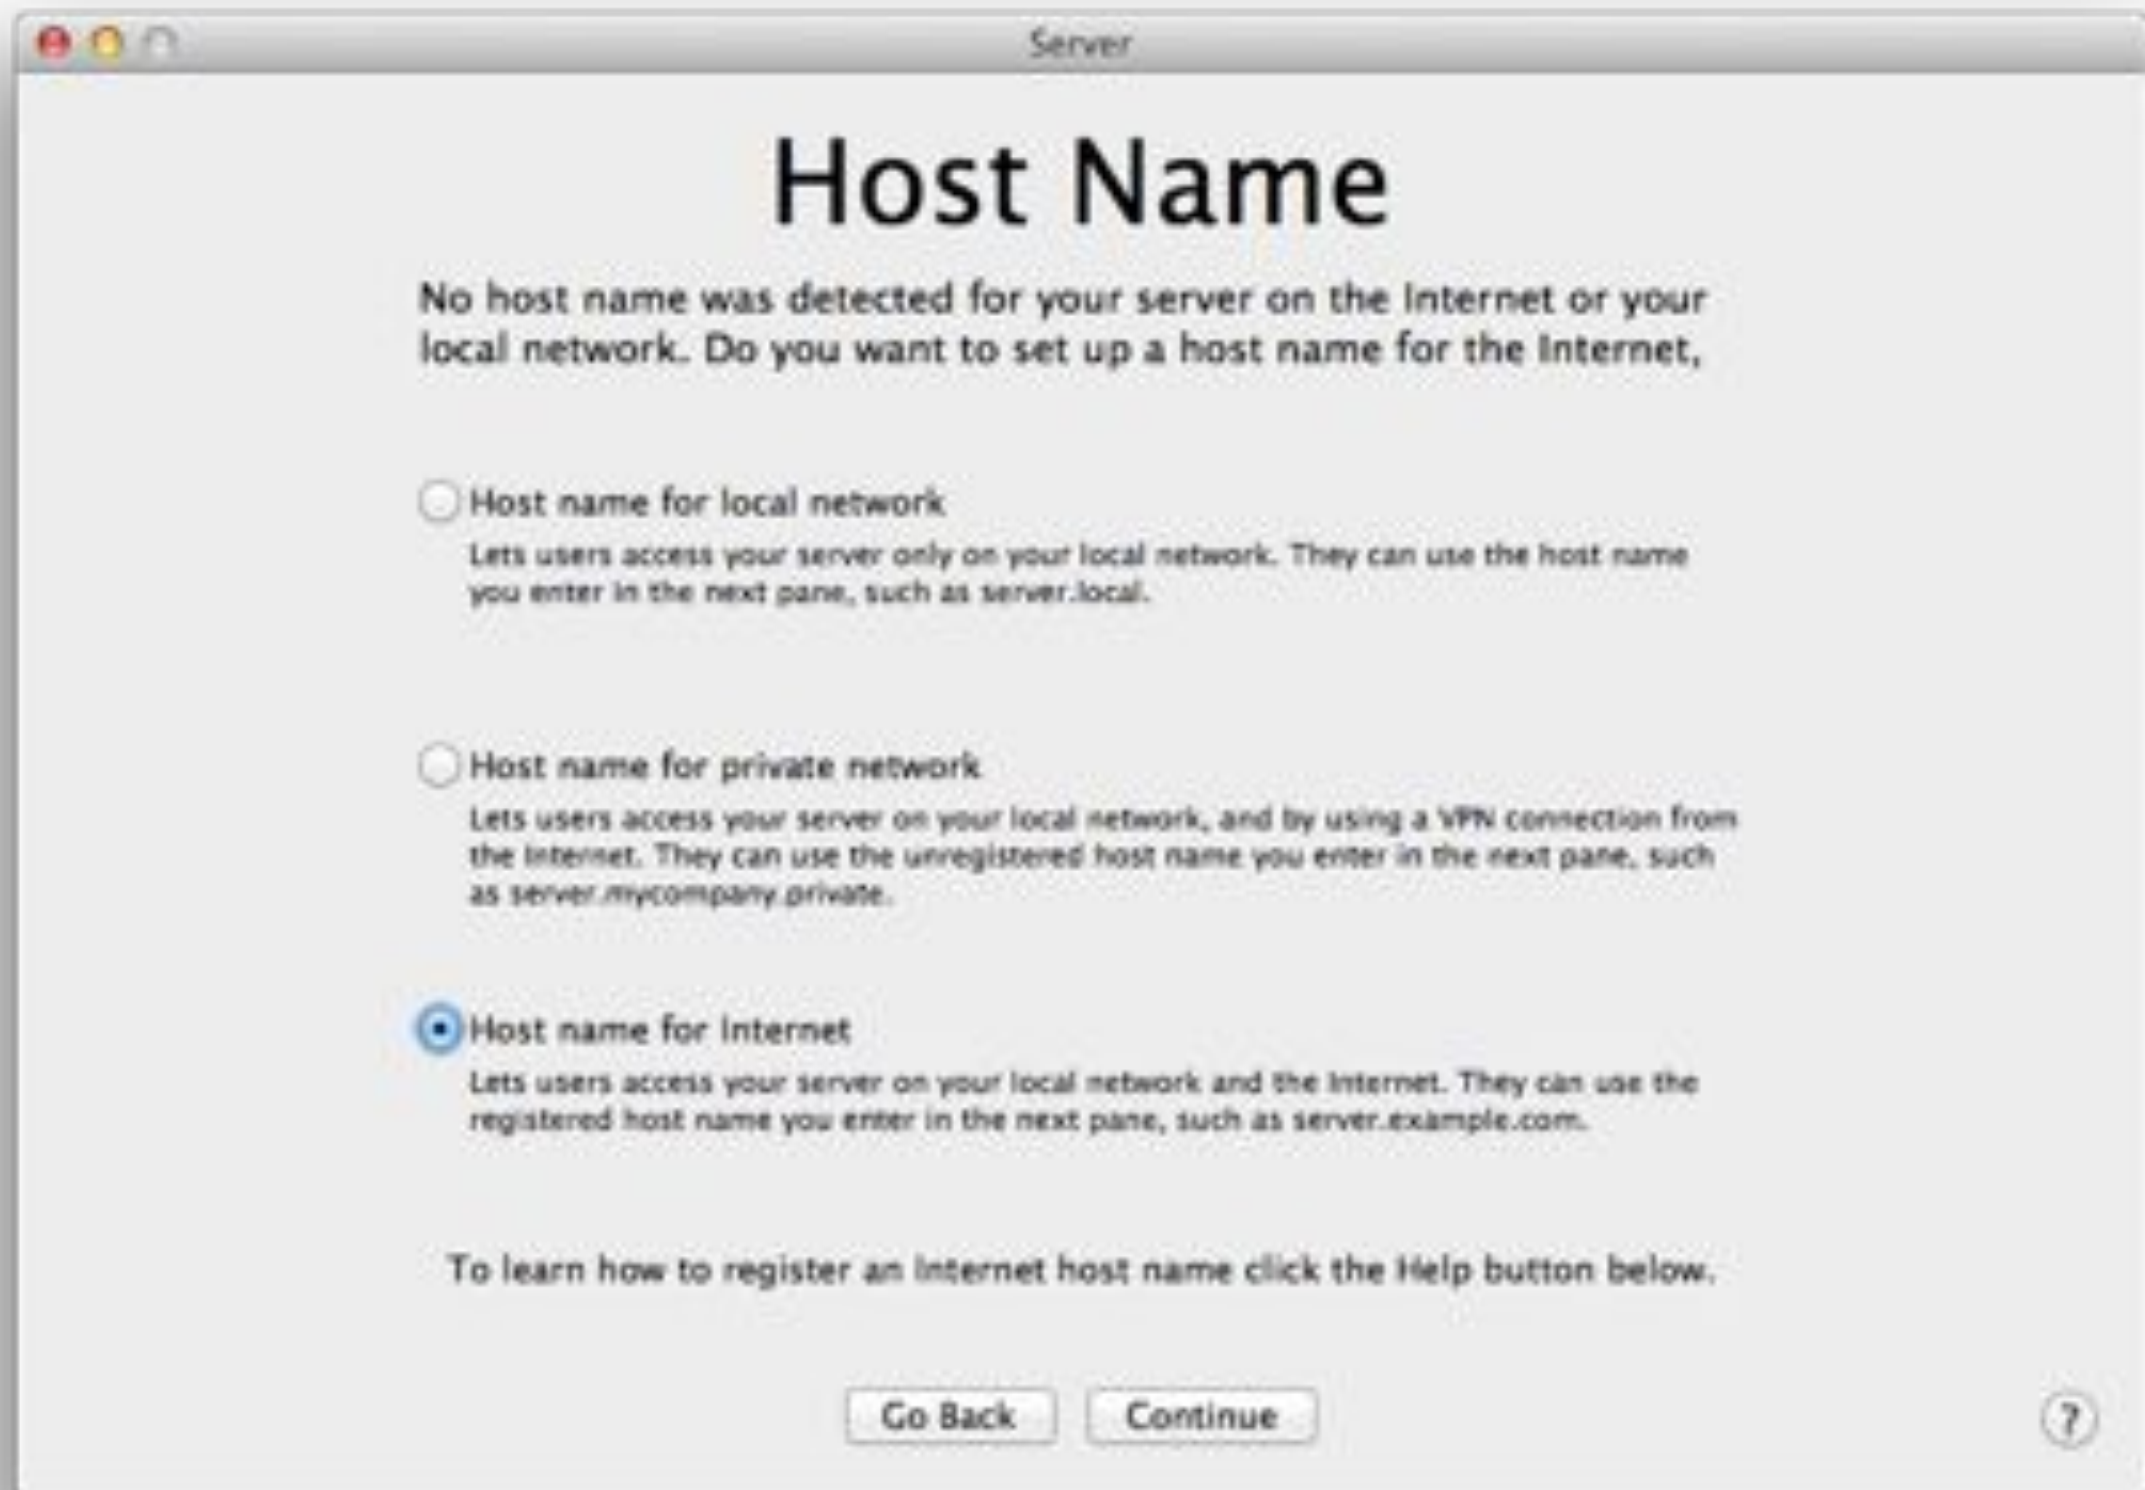 Server
Host Name
No host name was detected for your server on the Internet or your
local network. Do you want to set up a host name for the Internet,
Host name for local network
Lets users access your server only on your local network. They can use the host name
you enter in the next pane, such as server.local.
Host name for private network
Lets users access your server on your local network, and by using a VPN connection from
the Internet. They can use the unregistered host name you enter in the next pane, such
as server.mycompany.private.
Host name for Internet
Lets users access your server on your local network and the Internet. They can use the
registered host name you enter in the next pane, such as server.example.com.
To learn how to register an Internet host name click the Help button below.
Go Back Continue ?